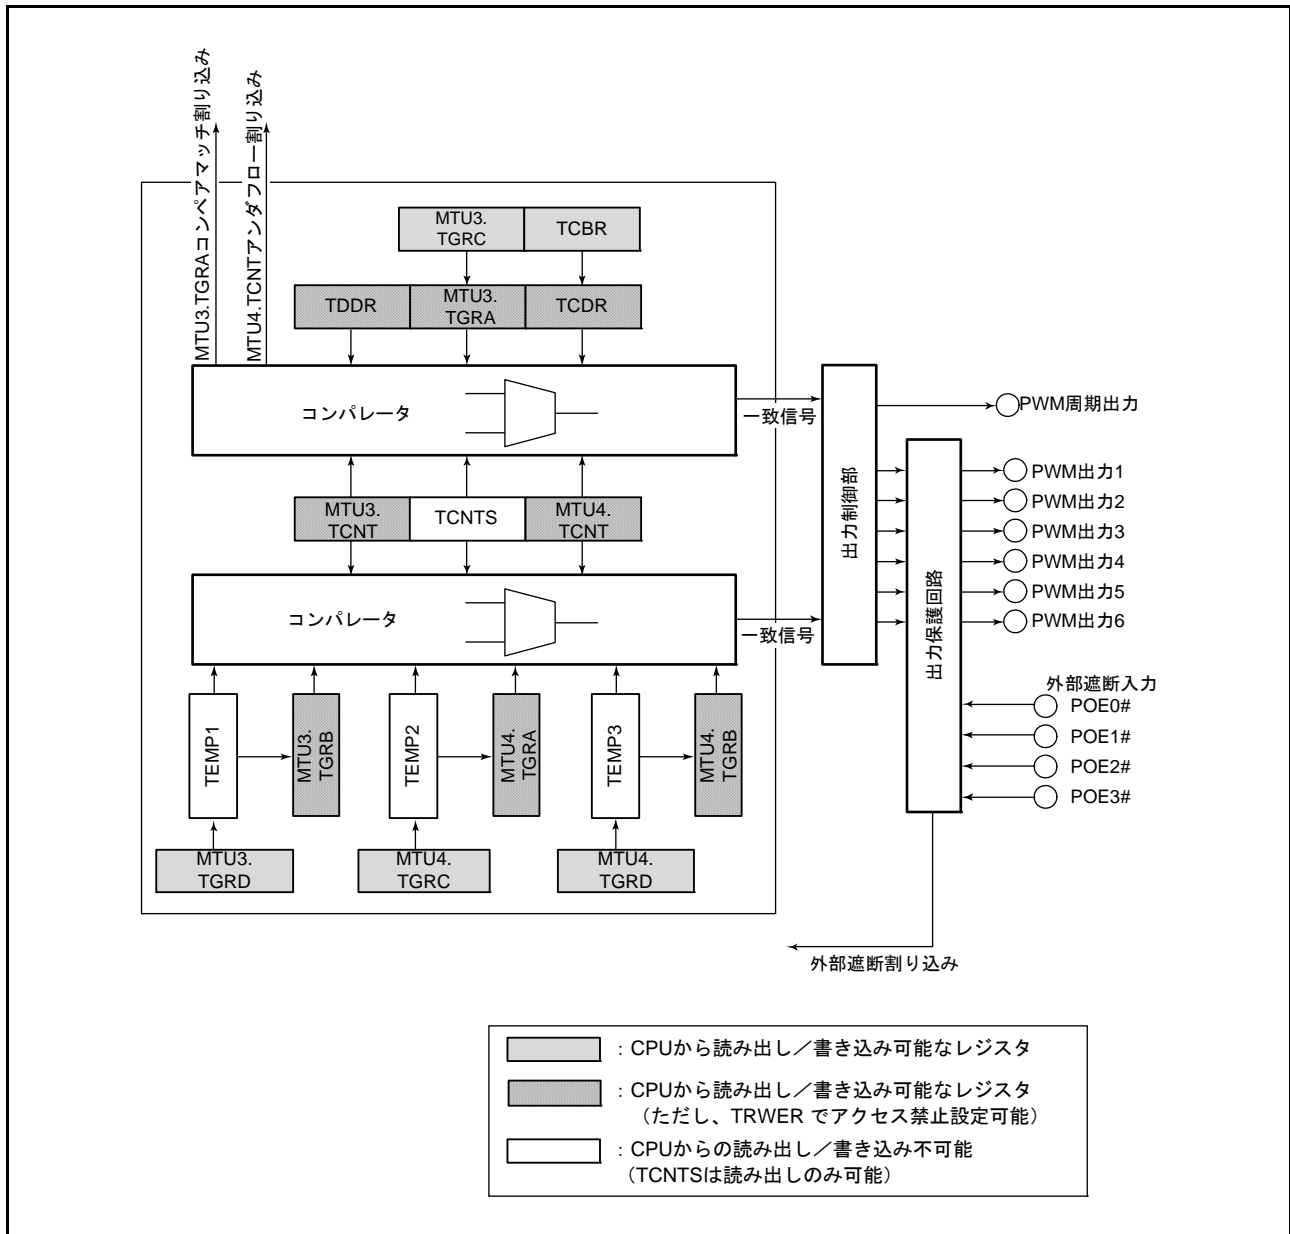 MTU3.TGRAコンペアマッチ割り込み
MTU4.TCNTアンダフロー割り込み
MTU3.
TGRC
TCBR
TDDR
MTU3.
TGRA
TCDR
コンパレータ
一致信号
MTU3.
TCNT
TCNTS
MTU4.
TCNT
コンパレータ
一致信号
TEMP1
MTU3.
TGRB
TEMP2
MTU4.
TGRA
TEMP3
MTU4.
TGRB
MTU3.
TGRD
MTU4.
TGRC
MTU4.
TGRD
出力制御部
出力保護回路
PWM周期出力
PWM出力1
PWM出力2
PWM出力3
PWM出力4
PWM出力5
PWM出力6
外部遮断入力
POE0#
POE1#
POE2#
POE3#
外部遮断割り込み
：CPUから読み出し／書き込み可能なレジスタ
：CPUから読み出し／書き込み可能なレジスタ
（ただし、TRWER でアクセス禁止設定可能）
：CPUからの読み出し／書き込み不可能
（TCNTSは読み出しのみ可能）